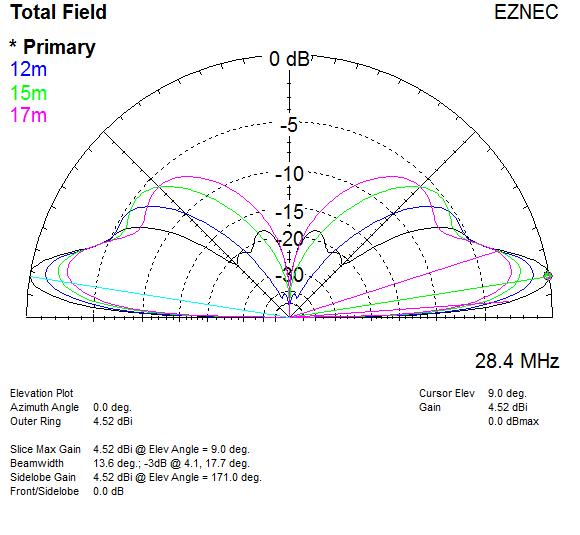 Total Field
EZNEC
* Primary
12m
15m
17m
0 dB
-5
-10
-15
-20
-30
28.4 MHz
Elevation Plot
Azimuth Angle 0.0 deg.
Outer Ring 4.52 dBi
Cursor Elev 9.0 deg.
Gain 4.52 dBi
0.0 dBmax
Slice Max Gain 4.52 dBi @ Elev Angle = 9.0 deg.
Beamwidth 13.6 deg.; -3dB @ 4.1, 17.7 deg.
Sidelobe Gain 4.52 dBi @ Elev Angle = 171.0 deg.
Front/Sidelobe 0.0 dB